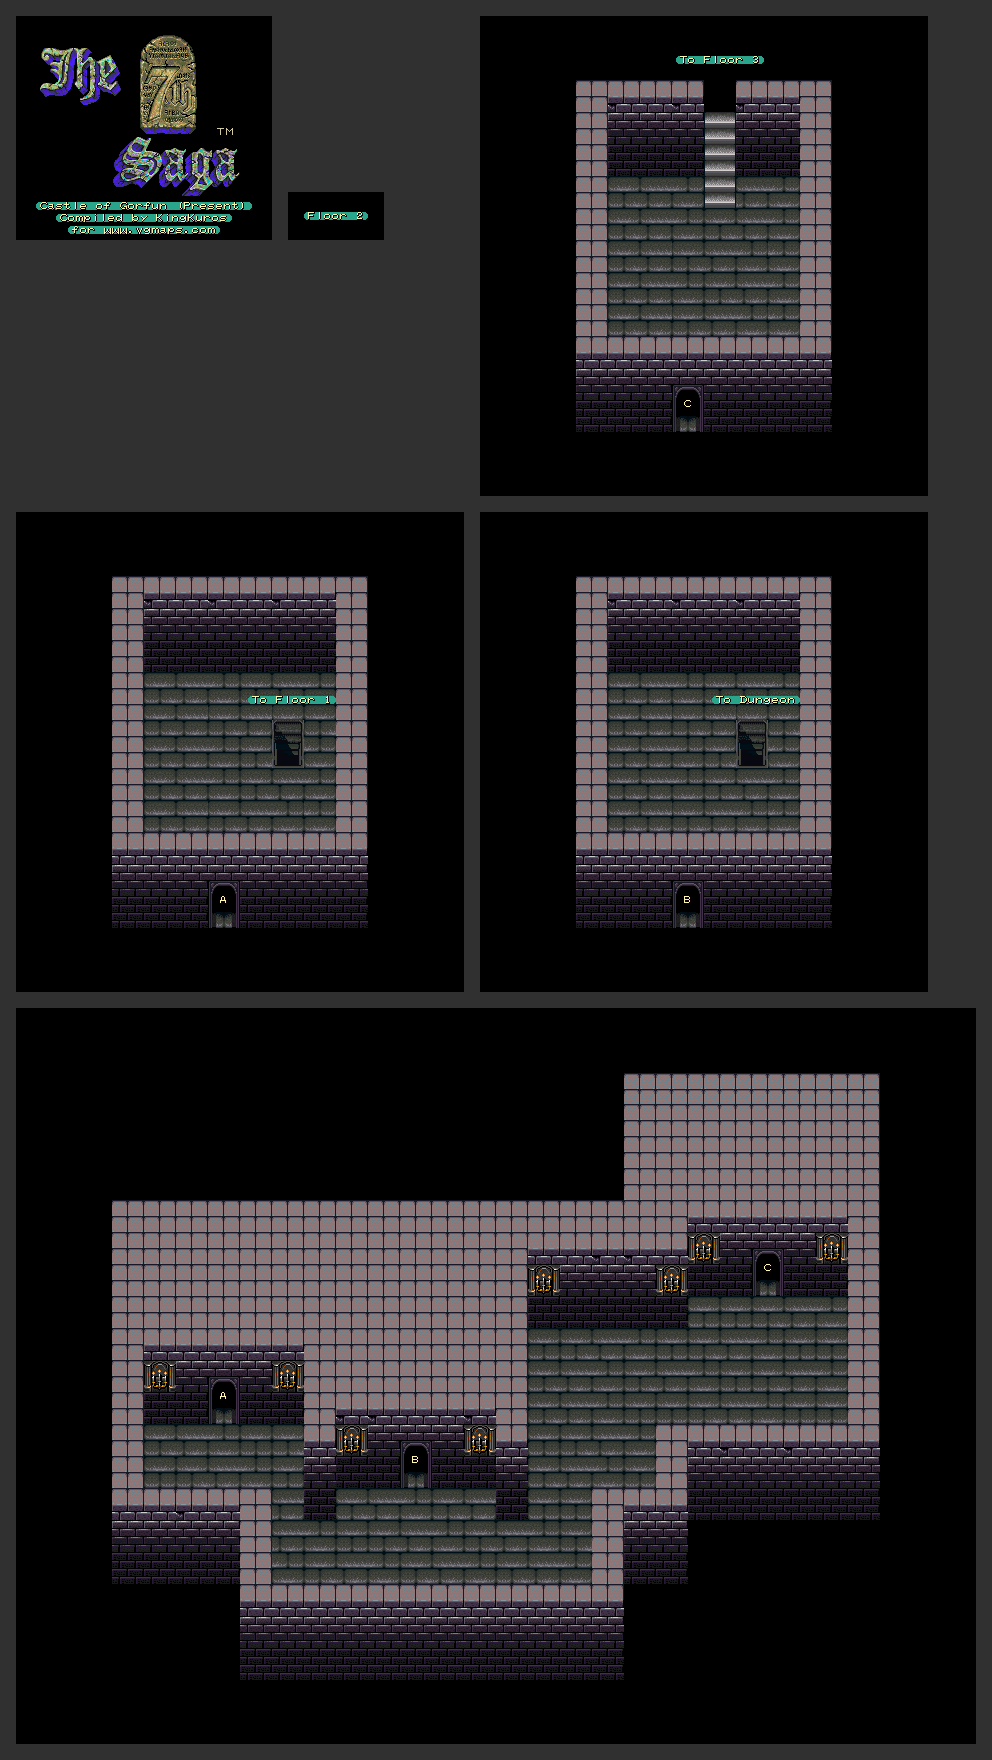 The 7th
TM
Saga
Castle of Gorfun (Present)
Compiled by KingKuros
for www.vgmaps.com
Floor 2
To Floor 3
C
To Floor 1
A
To Dungeon
B
C
A
B